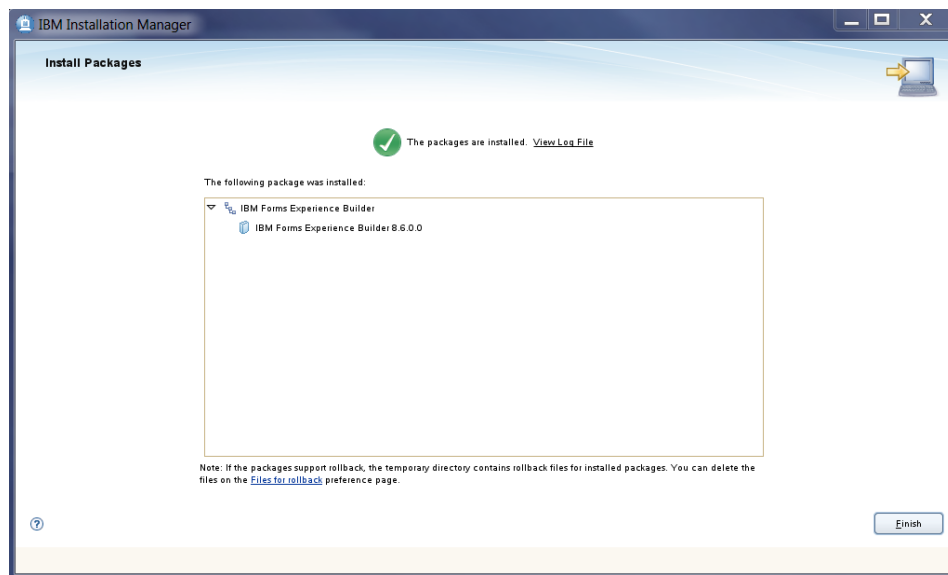 IBM Installation Manager
Install Packages
The packages are installed. View Log File
The following package was installed:
IBM Forms Experience Builder
IBM Forms Experience Builder 8.6.0.0
Note: If the packages support rollback, the temporary directory contains rollback files for installed packages. You can delete the
files on the Files for rollback preference page.
?
Finish